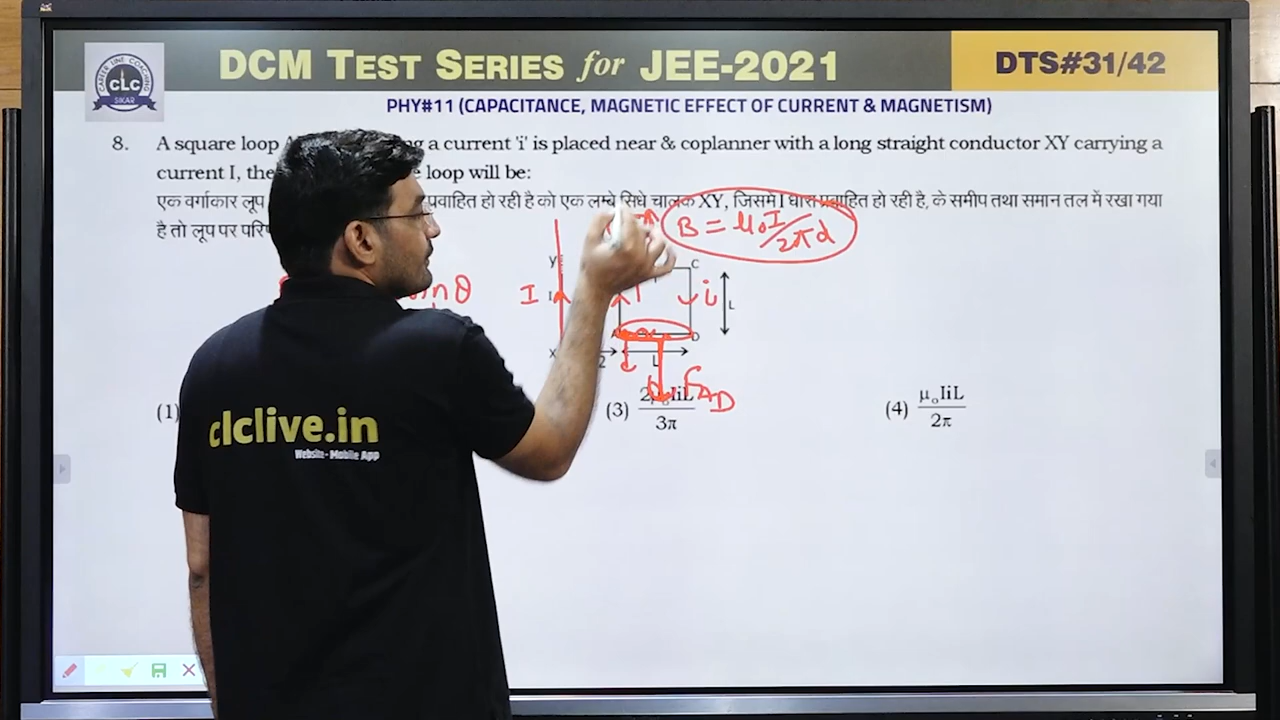 DCM TEST SERIES for JEE-2021
DTS#31/42
CAREER LINE COACHING
CLC
SIKAR
PHY#11 (CAPACITANCE, MAGNETIC EFFECT OF CURRENT & MAGNETISM)
8. A square loop a current 'i' is placed near & coplanner with a long straight conductor XY carrying a
current I, the loop will be:
एक वर्गाकार लूप प्रवाहित हो रही है को एक लम्बे सिधे चालक XY, जिसमें I धारा प्रवाहित हो रही है, के समीप तथा समान तल में रखा गया
है तो लूप पर
B = μ₀I/2πd
Y
C
I
θ
i
L
D
X
L
F_AD
(1)
(3) 2μ₀IiL/3π
(4) μ₀IiL/2π
clclive.in
Website- Mobile App